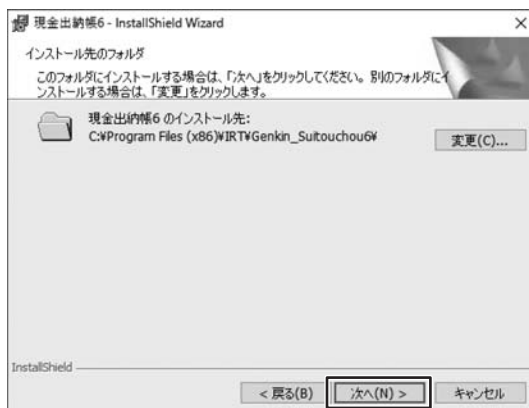 現金出納帳6 - InstallShield Wizard
インストール先のフォルダ
このフォルダにインストールする場合は、「次へ」をクリックしてください。別のフォルダにイ
ンストールする場合は、「変更」をクリックします。
現金出納帳6 のインストール先:
C:¥Program Files (x86)¥IRT¥Genkin_Suitouchou6¥
変更(C)...
InstallShield
< 戻る(B)
次へ(N) >
キャンセル